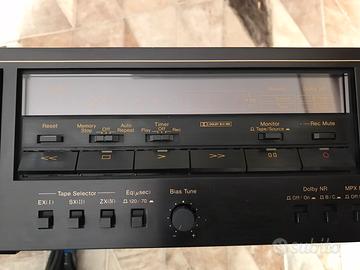 Reset
Memory
Stop
Off
Auto
Repeat
Timer
Play
Off
Rec
DOLBY B-C NR
Monitor
Tape/Source
Rec Mute
Tape Selector
EX(I)
SX(II)
ZX(IV)
Eq(μsec)
120 / 70
Bias Tune
Dolby NR
Off / On
B / C
MPX
Off
subito